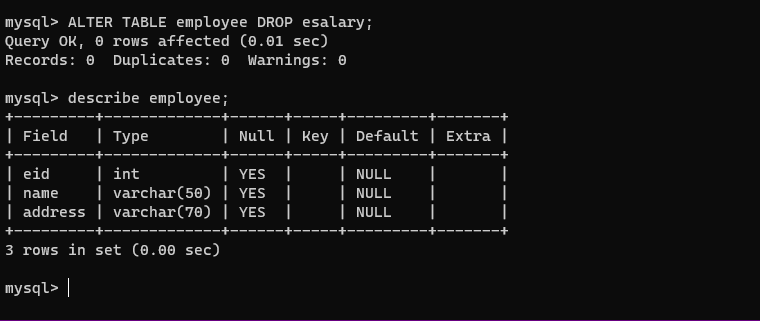 mysql> ALTER TABLE employee DROP esalary;
Query OK, 0 rows affected (0.01 sec)
Records: 0  Duplicates: 0  Warnings: 0
mysql> describe employee;
+---------+-------------+------+-----+---------+-------+
| Field   | Type        | Null | Key | Default | Extra |
+---------+-------------+------+-----+---------+-------+
| eid     | int         | YES  |     | NULL    |       |
| name    | varchar(50) | YES  |     | NULL    |       |
| address | varchar(70) | YES  |     | NULL    |       |
+---------+-------------+------+-----+---------+-------+
3 rows in set (0.00 sec)
mysql>